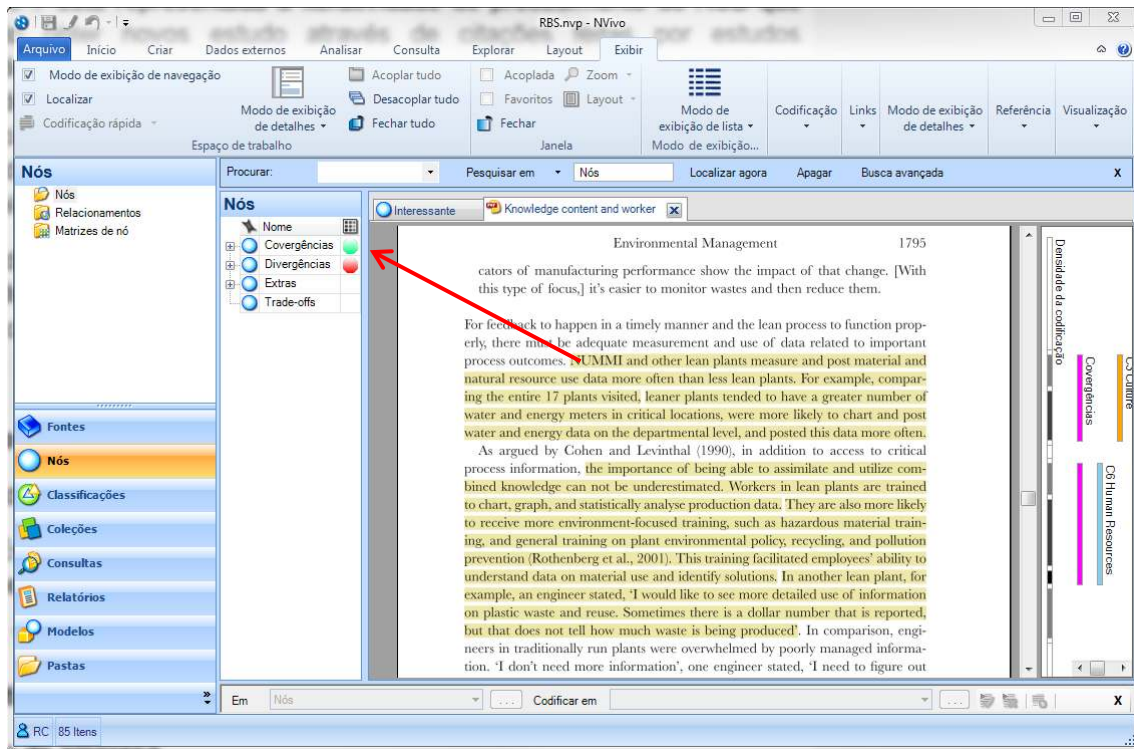 RBS.nvp - NVivo
novos estudo através de citações por estudos
Arquivo Início Criar Dados externos Analisar Consulta Explorar Layout Exibir
Modo de exibição de navegação
Localizar
Codificação rápida
Modo de exibição de detalhes
Espaço de trabalho
Acoplar tudo
Desacoplar tudo
Fechar tudo
Acoplada Zoom
Favoritos Layout
Fechar
Janela
Modo de exibição de lista
Modo de exibição...
Codificação
Links
Modo de exibição de detalhes
Referência
Visualização
Nós
Procurar: Pesquisar em Nós Localizar agora Apagar Busca avançada X
Nós
Relacionamentos
Matrizes de nó
Fontes
Nós
Classificações
Coleções
Consultas
Relatórios
Modelos
Pastas
Nós
Nome
Covergências
Divergências
Extras
Trade-offs
Interessante Knowledge content and worker
Environmental Management 1795
cators of manufacturing performance show the impact of that change. [With
this type of focus,] it's easier to monitor wastes and then reduce them.
For feedback to happen in a timely manner and the lean process to function prop-
erly, there must be adequate measurement and use of data related to important
process outcomes. NUMMI and other lean plants measure and post material and
natural resource use data more often than less lean plants. For example, compar-
ing the entire 17 plants visited, leaner plants tended to have a greater number of
water and energy meters in critical locations, were more likely to chart and post
water and energy data on the departmental level, and posted this data more often.
As argued by Cohen and Levinthal (1990), in addition to access to critical
process information, the importance of being able to assimilate and utilize com-
bined knowledge can not be underestimated. Workers in lean plants are trained
to chart, graph, and statistically analyse production data. They are also more likely
to receive more environment-focused training, such as hazardous material train-
ing, and general training on plant environmental policy, recycling, and pollution
prevention (Rothenberg et al., 2001). This training facilitated employees' ability to
understand data on material use and identify solutions. In another lean plant, for
example, an engineer stated, 'I would like to see more detailed use of information
on plastic waste and reuse. Sometimes there is a dollar number that is reported,
but that does not tell how much waste is being produced'. In comparison, engi-
neers in traditionally run plants were overwhelmed by poorly managed informa-
tion. 'I don't need more information', one engineer stated, 'I need to figure out
Densidade da codificação
Covergências
C3 Culture
C6 Human Resources
Em Nós ... Codificar em ... X
RC 85 Itens